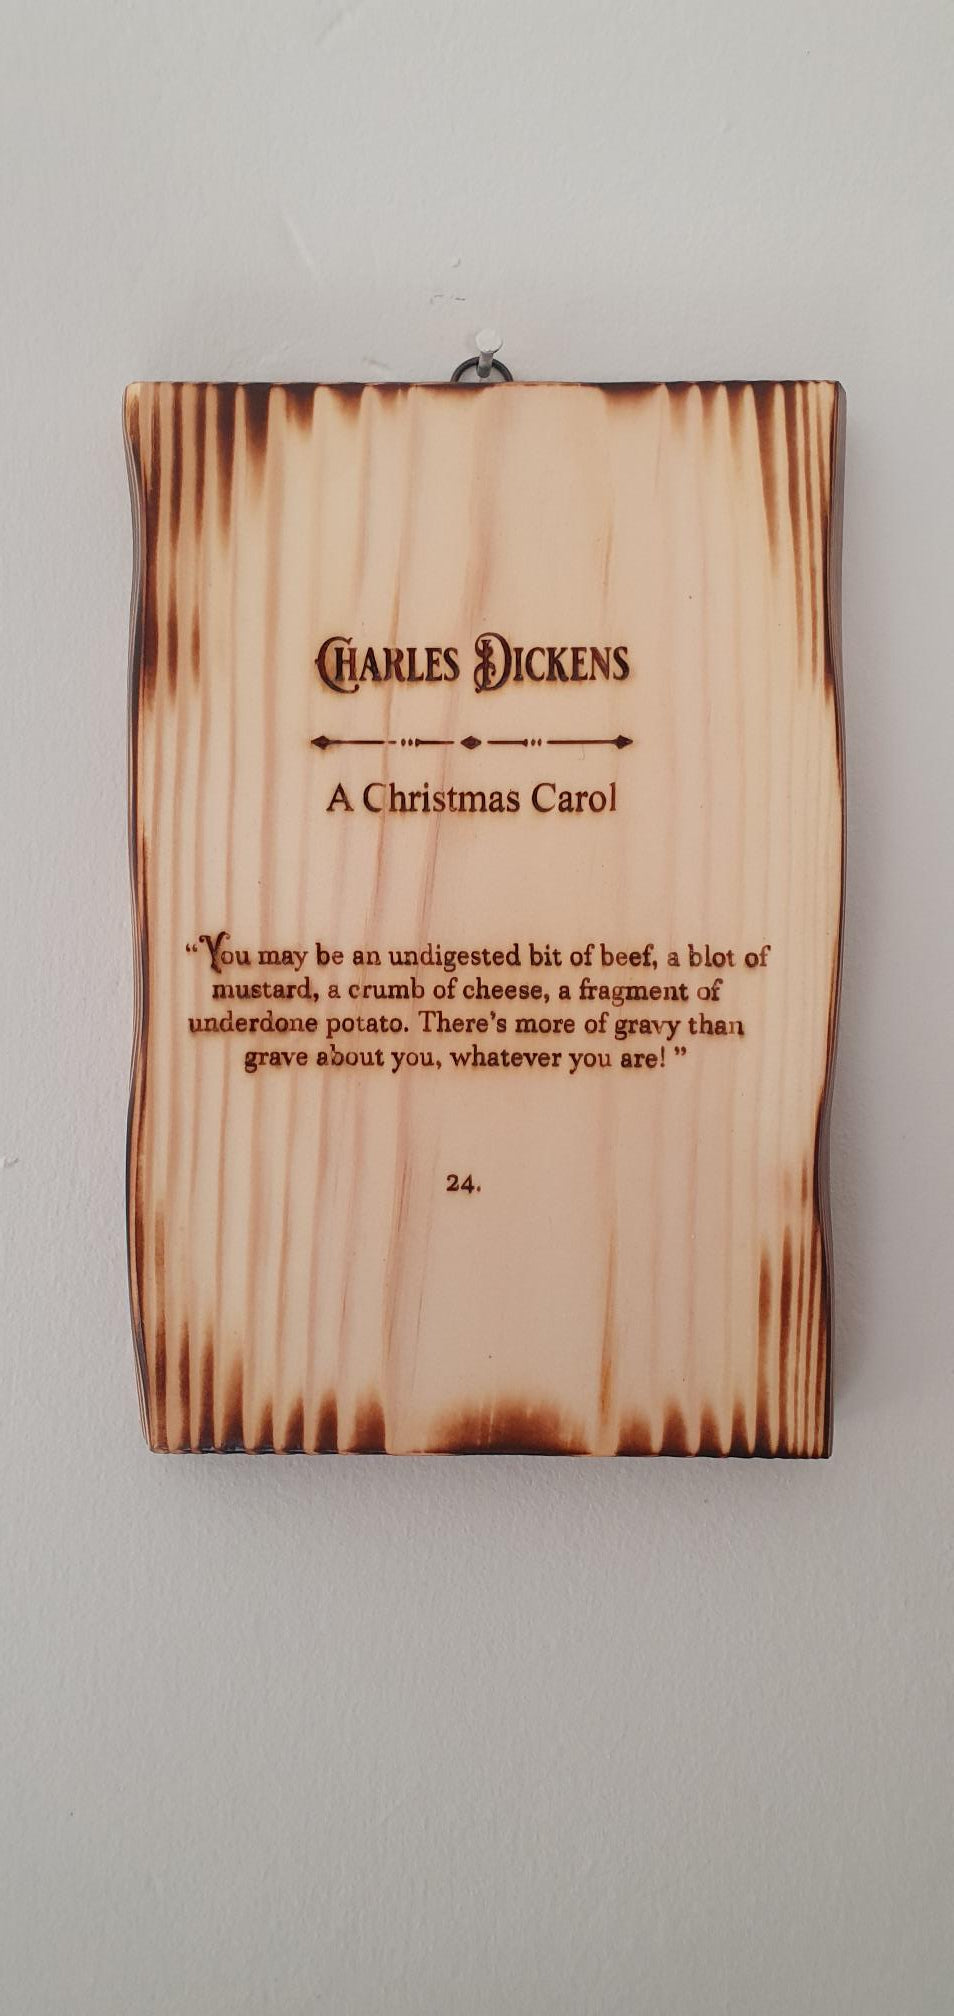 Charles Dickens
A Christmas Carol
“You may be an undigested bit of beef, a blot of
mustard, a crumb of cheese, a fragment of
underdone potato. There’s more of gravy than
grave about you, whatever you are! ”
24.